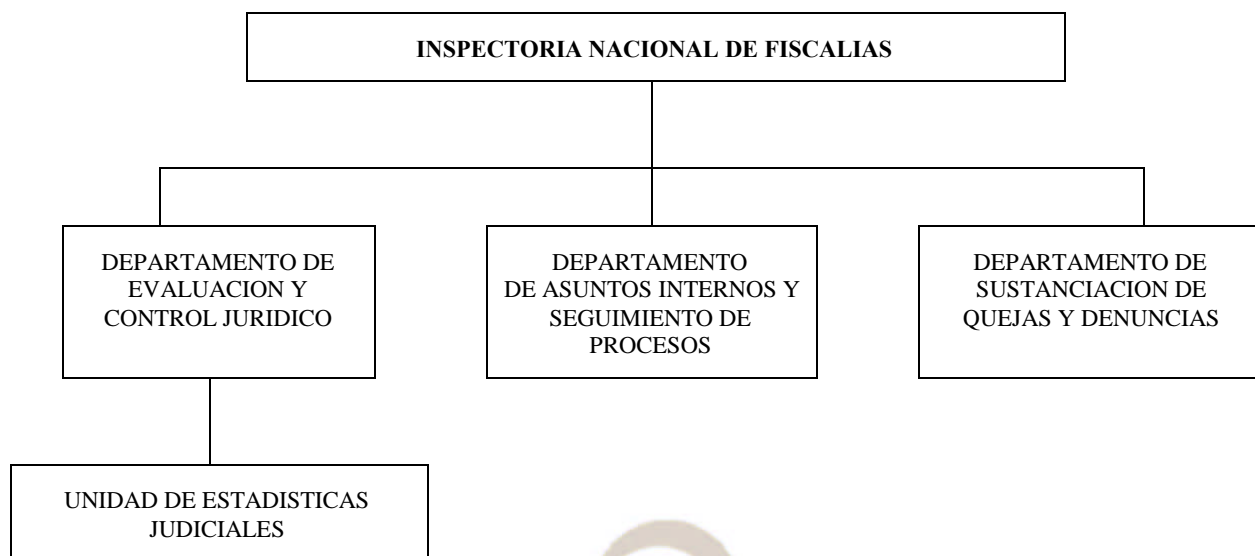 INSPECTORIA NACIONAL DE FISCALIAS
DEPARTAMENTO DE
EVALUACION Y
CONTROL JURIDICO
DEPARTAMENTO
DE ASUNTOS INTERNOS Y
SEGUIMIENTO DE
PROCESOS
DEPARTAMENTO DE
SUSTANCIACION DE
QUEJAS Y DENUNCIAS
UNIDAD DE ESTADISTICAS
JUDICIALES